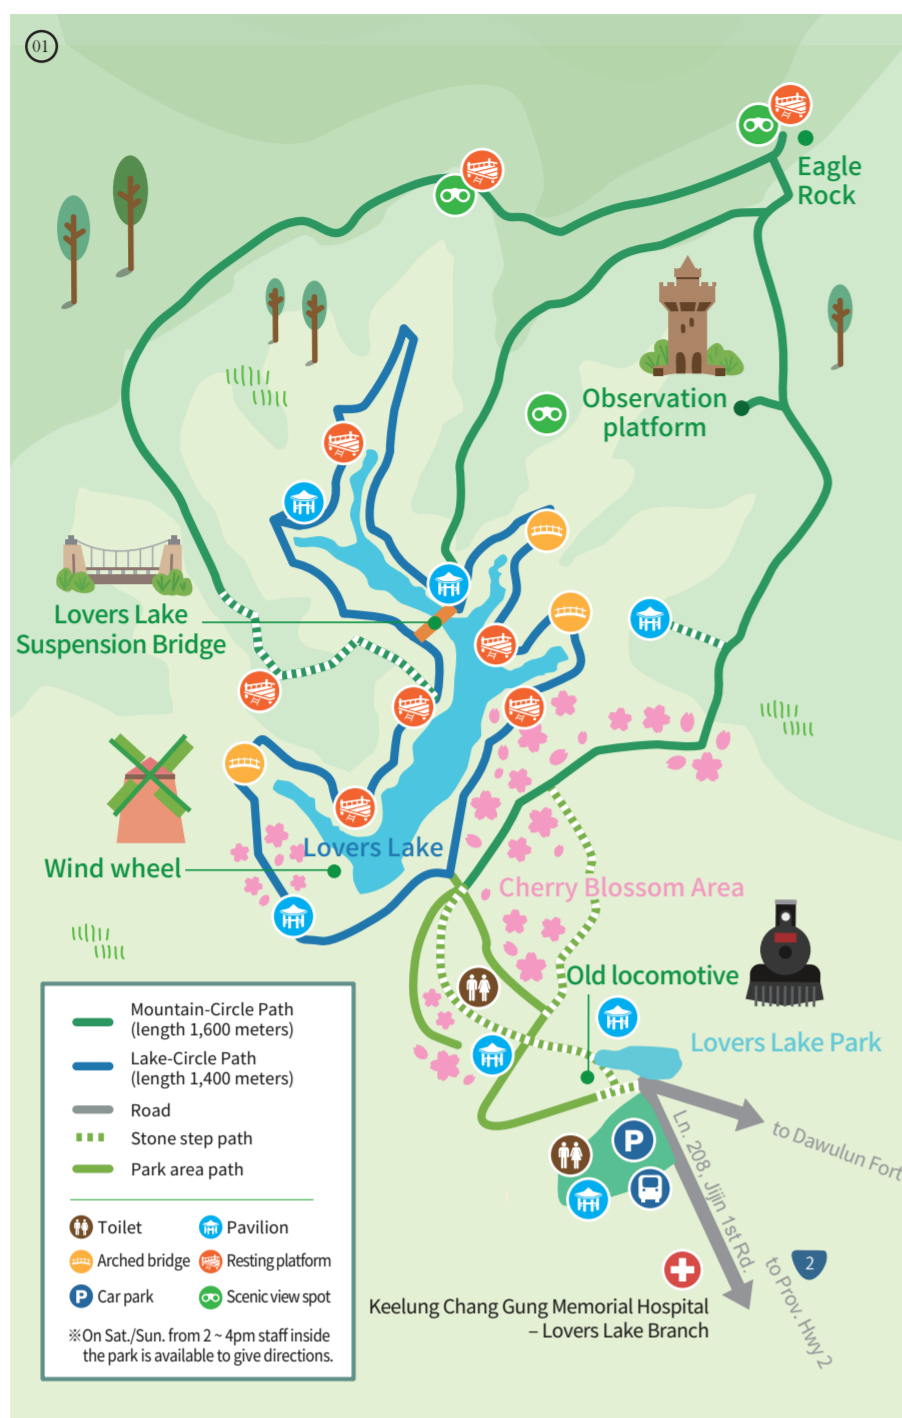 01
Eagle
Rock
Observation
platform
Lovers Lake
Suspension Bridge
Wind wheel
Lovers Lake
Cherry Blossom Area
Old locomotive
Lovers Lake Park
Mountain-Circle Path
(length 1,600 meters)
Lake-Circle Path
(length 1,400 meters)
Road
Stone step path
Park area path
Toilet
Pavilion
Arched bridge
Resting platform
P
Car park
Scenic view spot
※On Sat./Sun. from 2 ~ 4pm staff inside
the park is available to give directions.
P
to Dawulun Fort
Ln. 208, Jijin 1st Rd.
2
to Prov. Hwy 2
Keelung Chang Gung Memorial Hospital
– Lovers Lake Branch